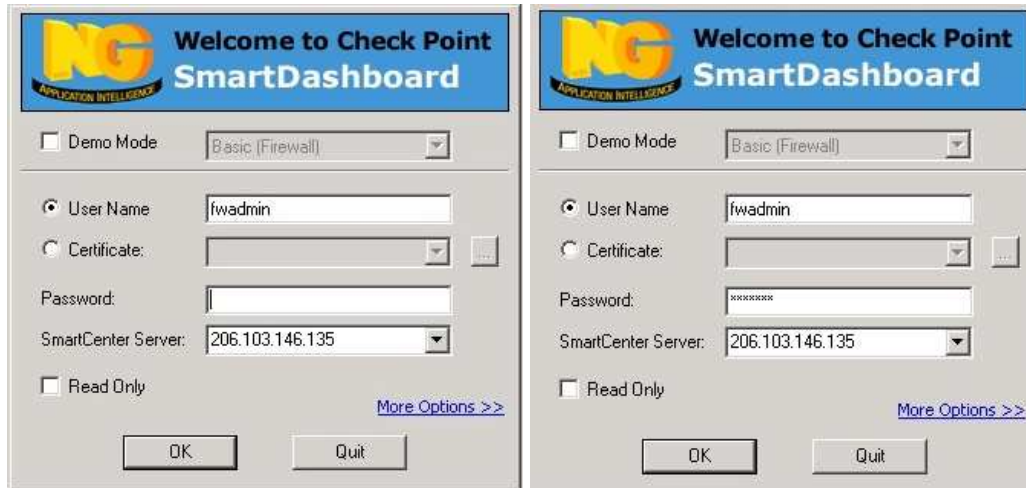 NG
APPLICATION INTELLIGENCE
Welcome to Check Point
SmartDashboard
Demo Mode Basic (Firewall)
User Name fwadmin
Certificate: ...
Password:
SmartCenter Server: 206.103.146.135
Read Only
More Options >>
OK Quit
NG
APPLICATION INTELLIGENCE
Welcome to Check Point
SmartDashboard
Demo Mode Basic (Firewall)
User Name fwadmin
Certificate: ...
Password: *******
SmartCenter Server: 206.103.146.135
Read Only
More Options >>
OK Quit